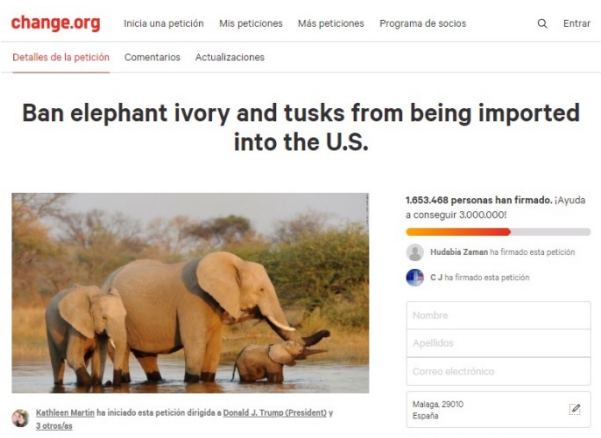 change.org Inicia una petición Mis peticiones Más peticiones Programa de socios Entrar
Detalles de la petición Comentarios Actualizaciones
Ban elephant ivory and tusks from being imported
into the U.S.
1.653.468 personas han firmado. ¡Ayuda
a conseguir 3.000.000!
Hudebia Zaman ha firmado esta petición
C J ha firmado esta petición
Nombre
Apellidos
Correo electrónico
Malaga, 29010
España
Kathleen Martin ha iniciado esta petición dirigida a Donald J. Trump (President) y
3 otros/as